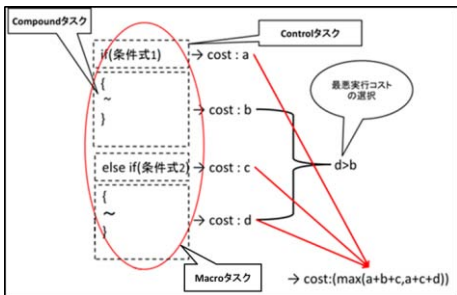 Compoundタスク
Controlタスク
if(条件式1)
→ cost : a
{
~
}
→ cost : b
最悪実行コスト
の選択
d>b
else if(条件式2)
→ cost : c
{
～
}
→ cost : d
Macroタスク
→ cost:(max(a+b+c,a+c+d))